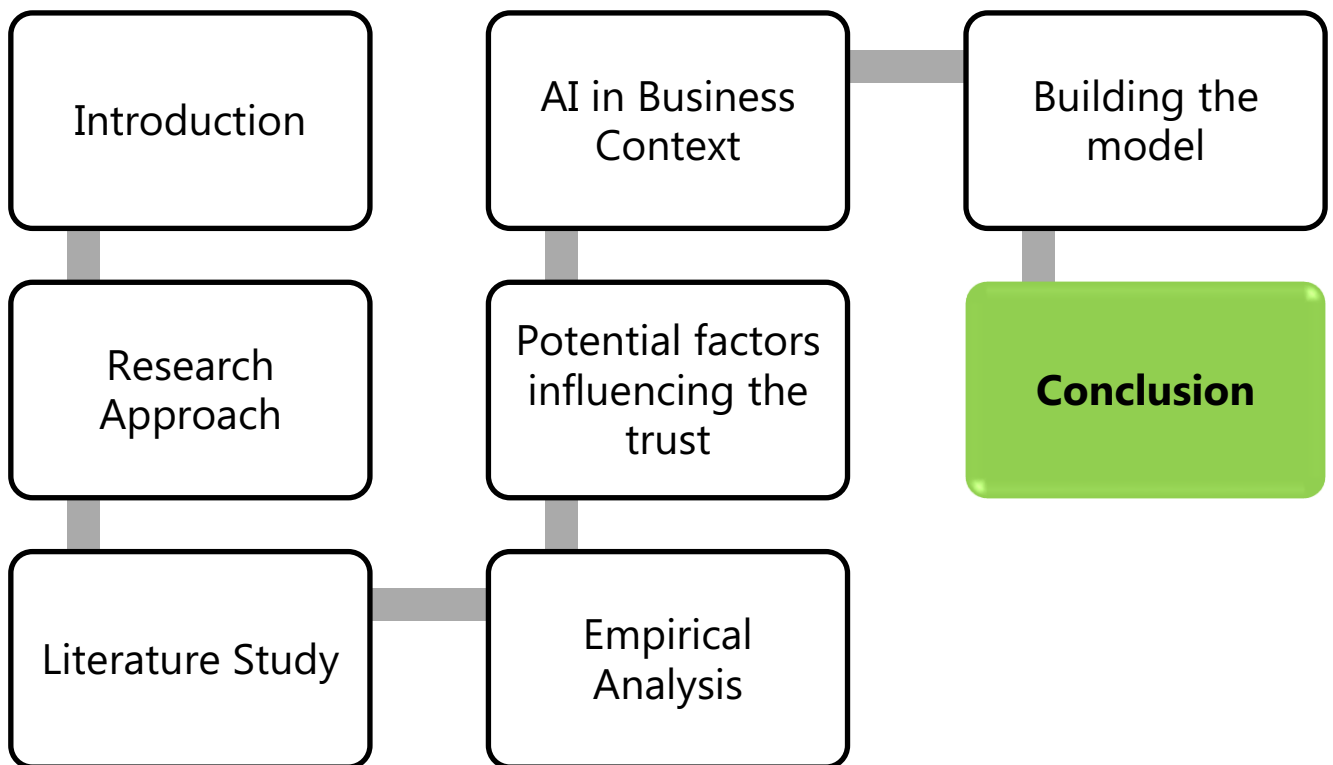 Introduction
Research
Approach
Literature Study
Empirical
Analysis
Potential factors
influencing the
trust
AI in Business
Context
Building the
model
Conclusion